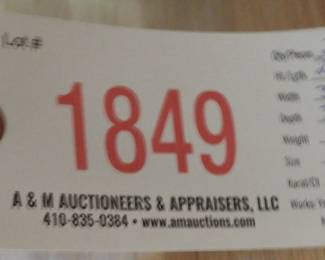 Lot#
1849
A & M AUCTIONEERS & APPRAISERS, LLC
410-835-0384 • www.amauctions.com
Qty/Pieces
Ht./Lgth
Width
Depth
Weight
Size
Karat/Ct
Works